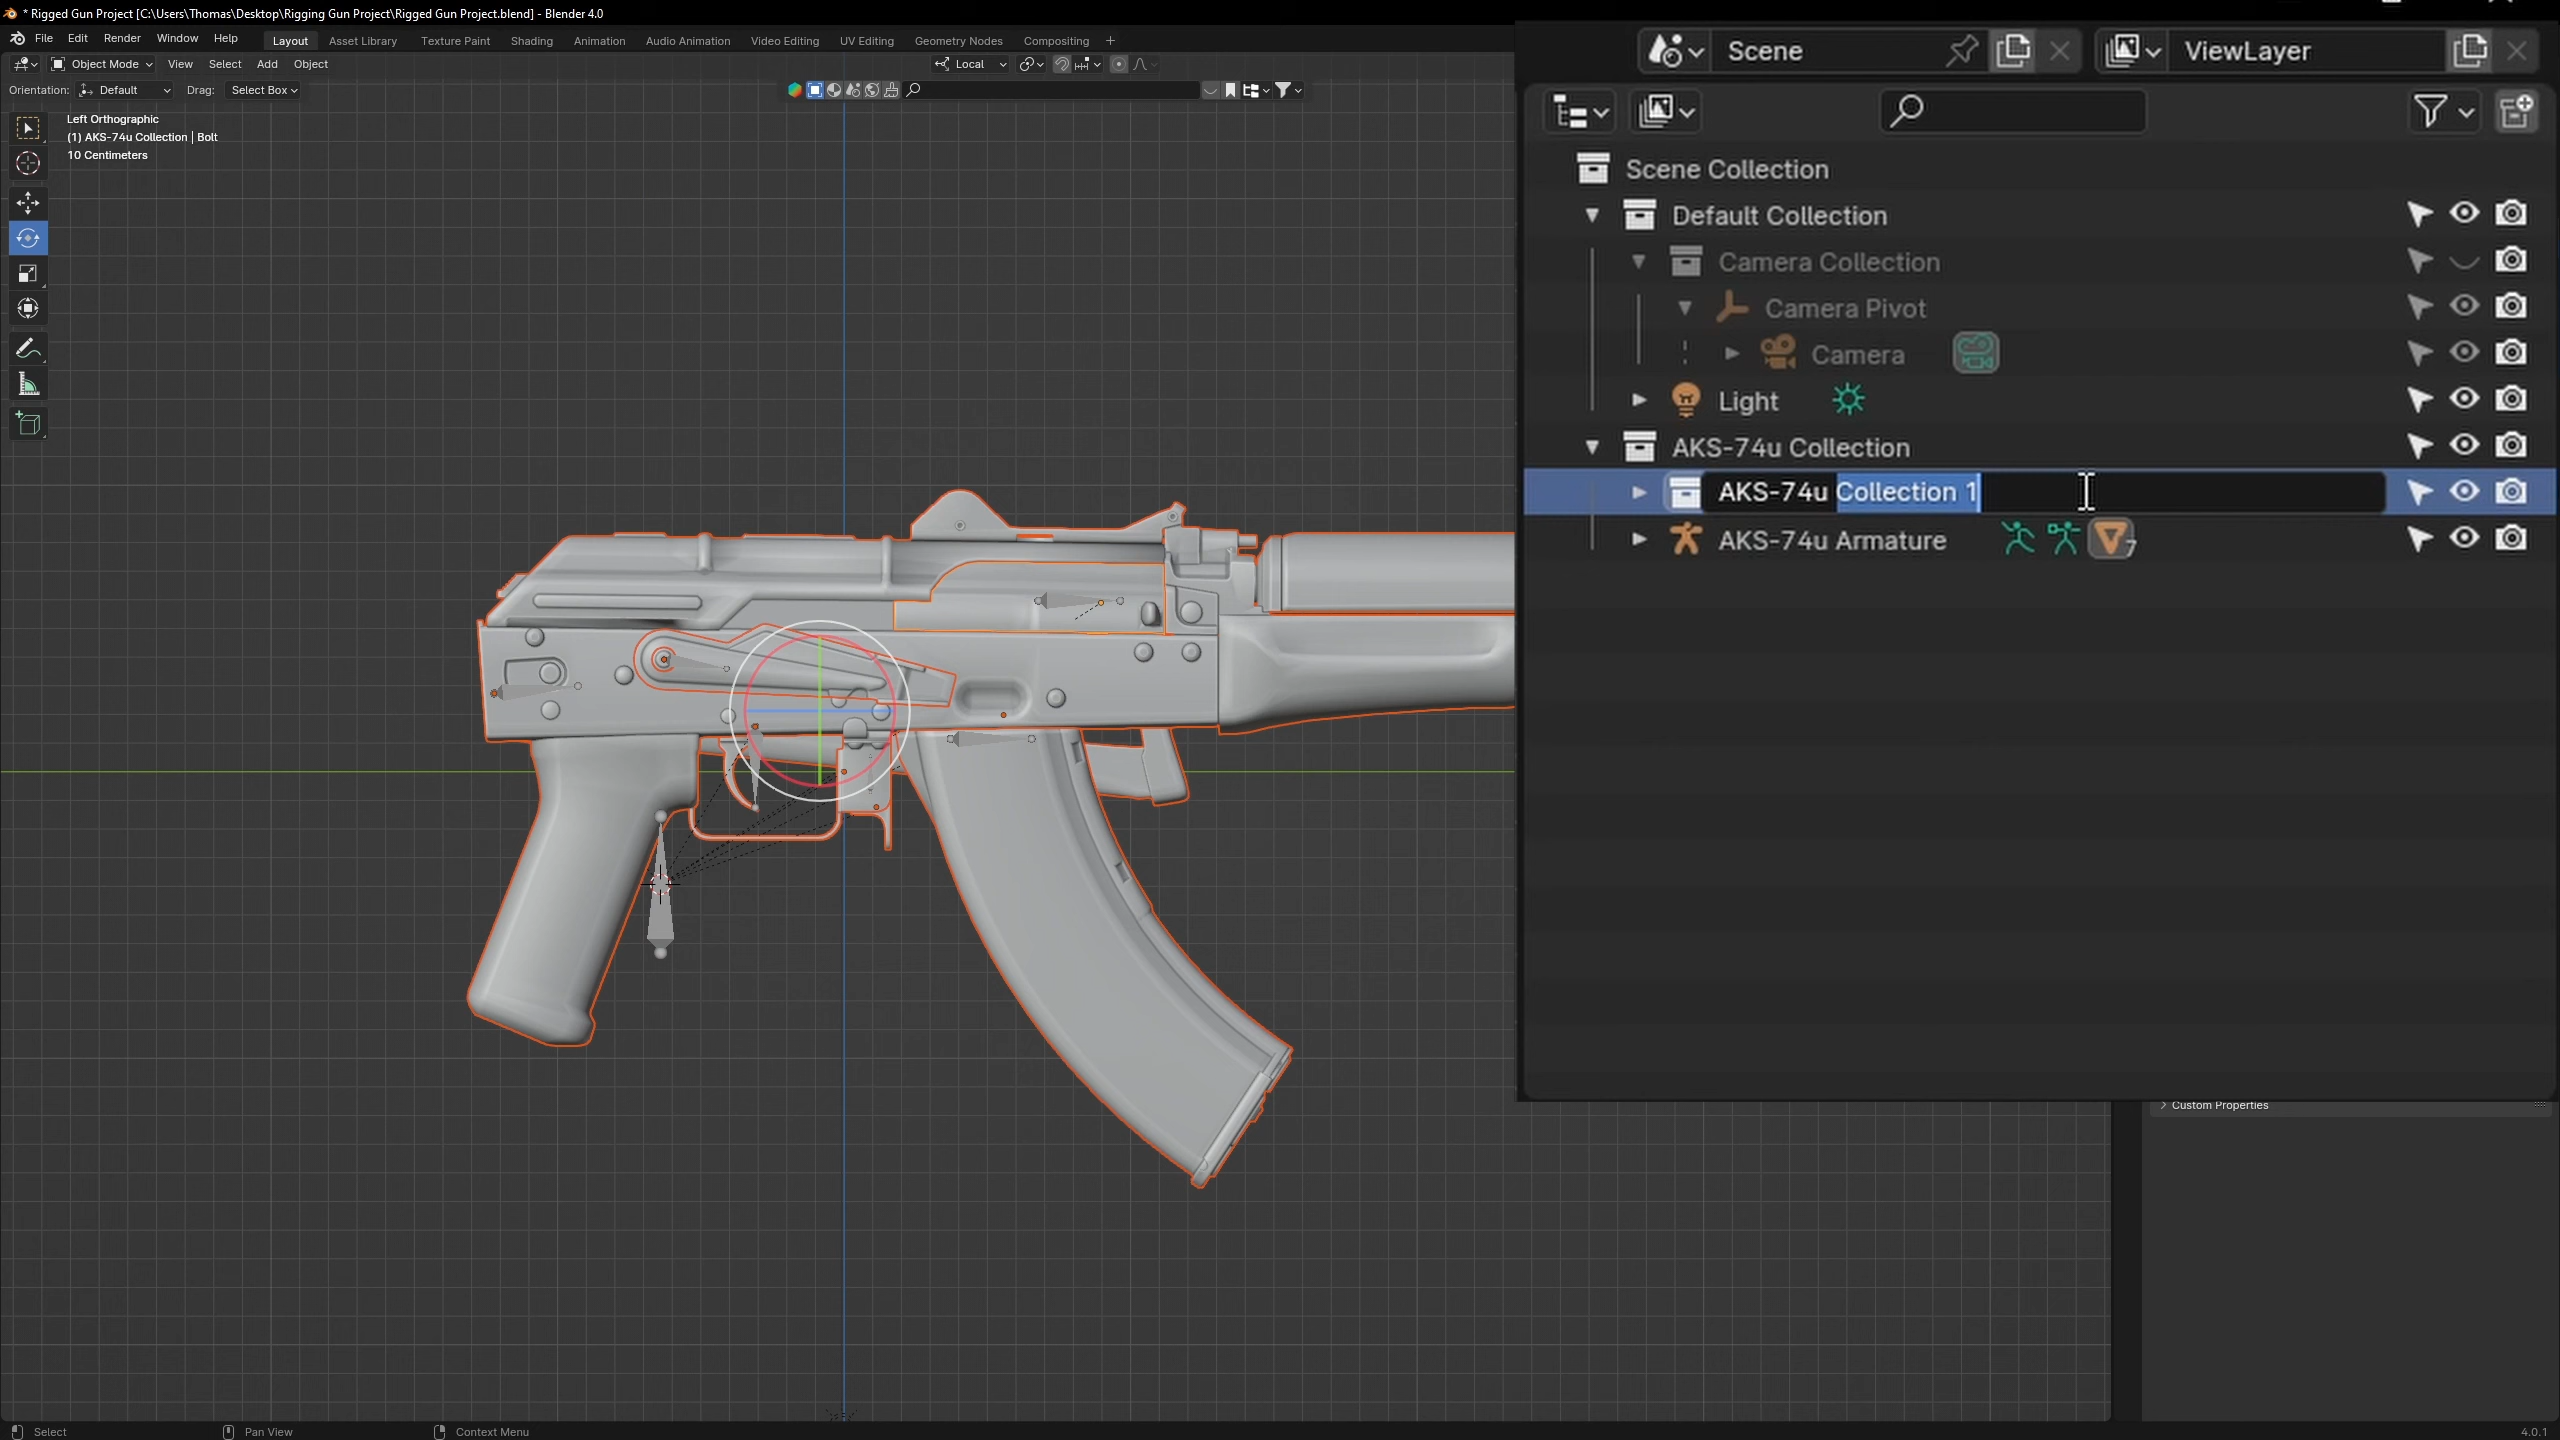 * Rigged Gun Project [C:\Users\Thomas\Desktop\Rigging Gun Project\Rigged Gun Project.blend] - Blender 4.0
File Edit Render Window Help Layout Asset Library Texture Paint Shading Animation Audio Animation Video Editing UV Editing Geometry Nodes Compositing +
Object Mode View Select Add Object Local
Orientation: Default Drag: Select Box
Left Orthographic
(1) AKS-74u Collection | Bolt
10 Centimeters
Scene ViewLayer
Scene Collection
Default Collection
Camera Collection
Camera Pivot
Camera
Light
AKS-74u Collection
AKS-74u Collection 1
AKS-74u Armature 7
Custom Properties
Select Pan View Context Menu 4.0.1